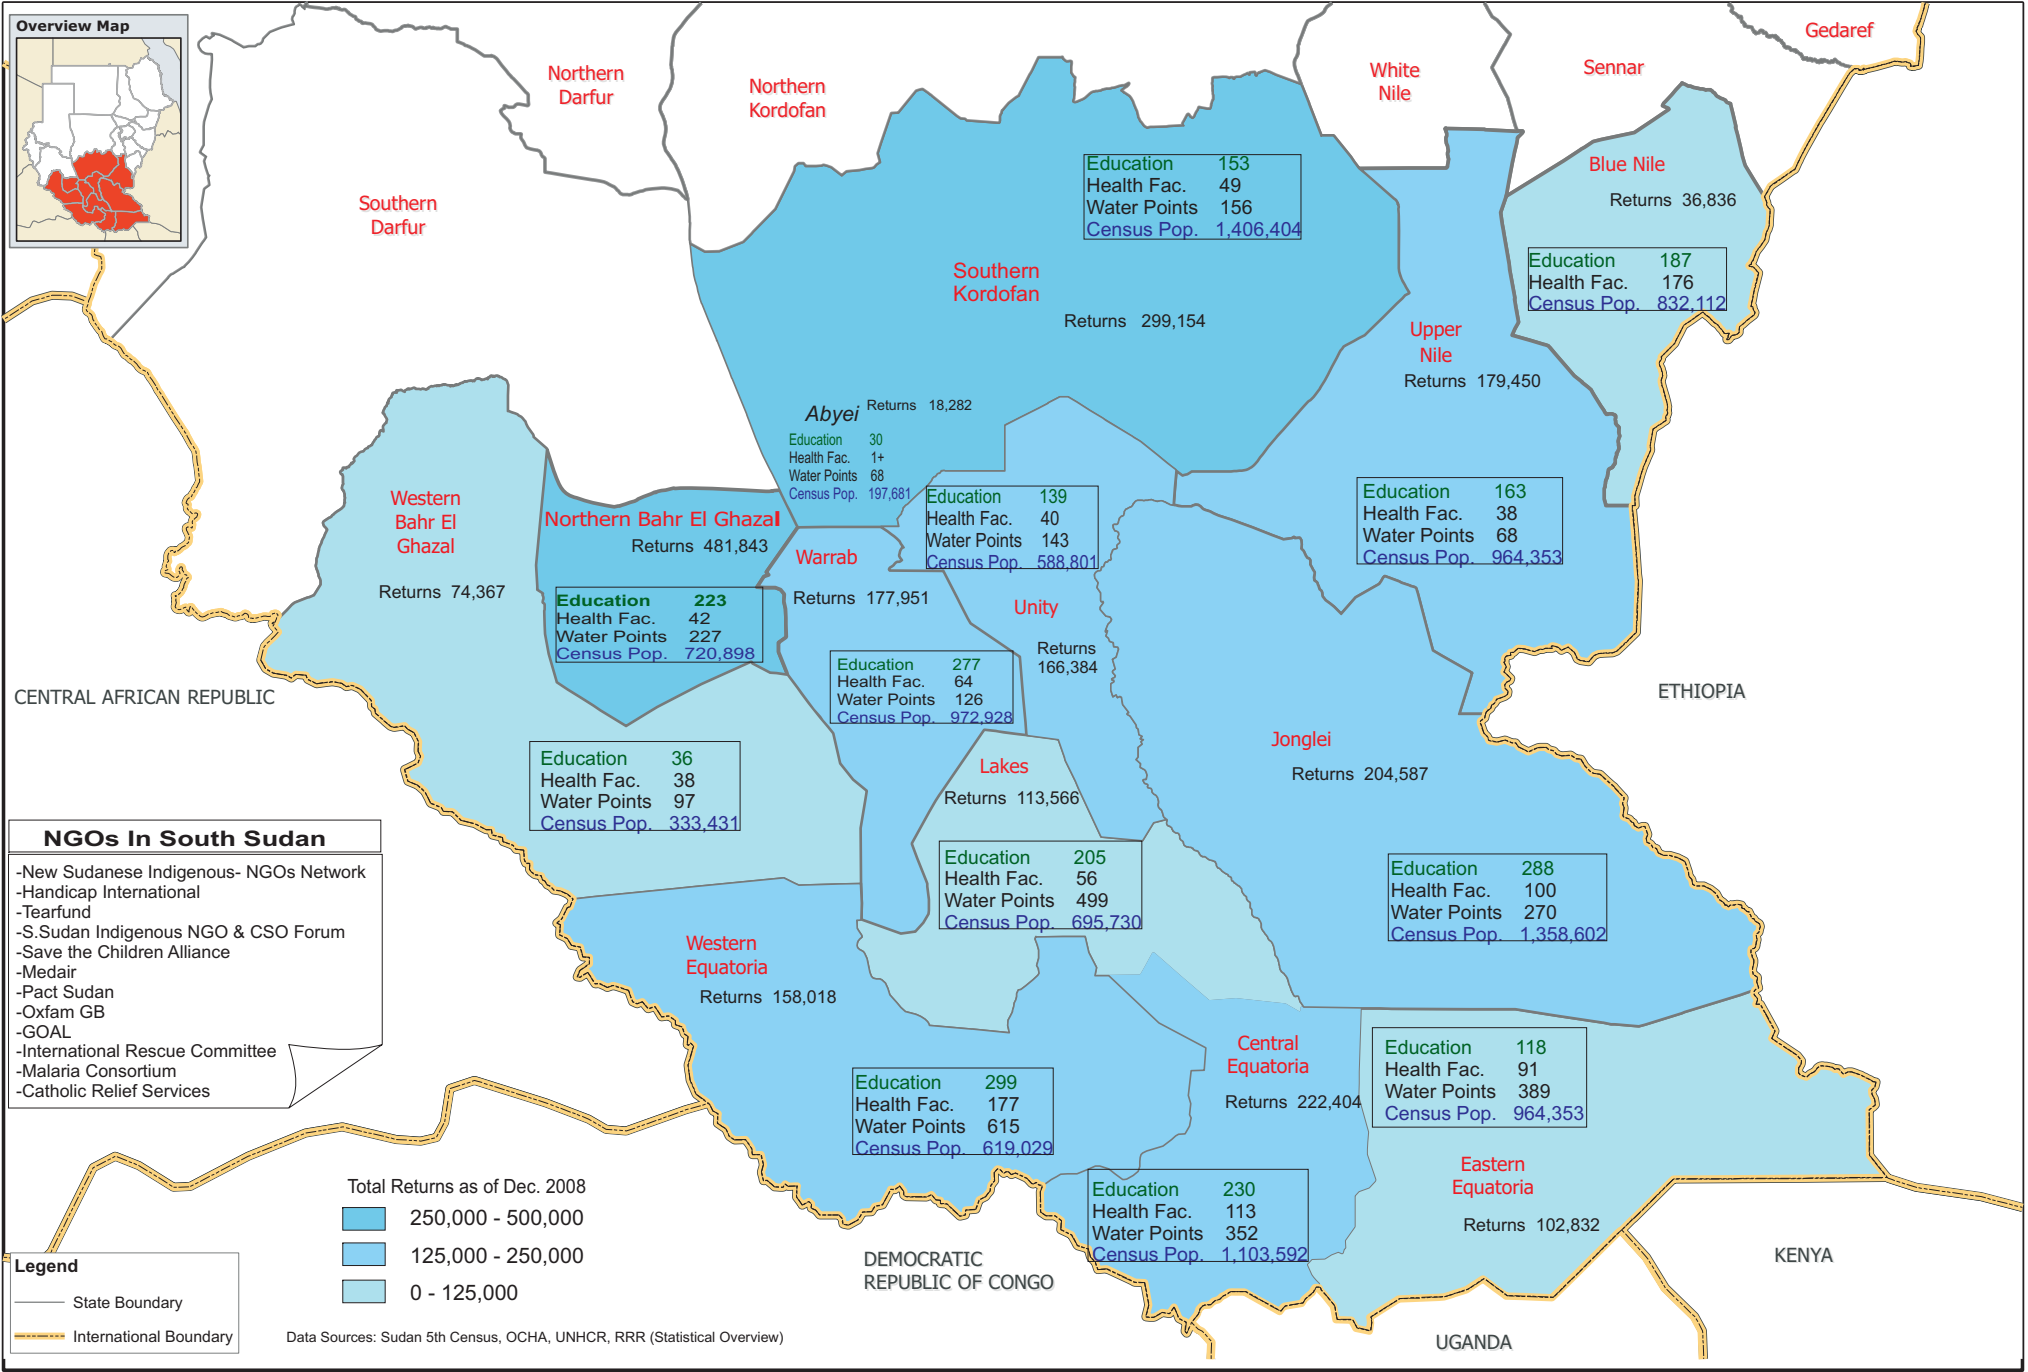 Overview Map
Gedaref
Northern
Darfur
Northern
Kordofan
White
Nile
Sennar
Southern
Darfur
Education 153
Health Fac. 49
Water Points 156
Census Pop. 1,406,404
Southern
Kordofan
Returns 299,154
Blue Nile
Returns 36,836
Education 187
Health Fac. 176
Census Pop. 832,112
Upper
Nile
Returns 179,450
Education 163
Health Fac. 38
Water Points 68
Census Pop. 964,353
Abyei
Returns 18,282
Education 30
Health Fac. 1+
Water Points 68
Census Pop. 197,681
Western
Bahr El
Ghazal
Returns 74,367
Education 36
Health Fac. 38
Water Points 97
Census Pop. 333,431
Northern Bahr El Ghazal
Returns 481,843
Education 223
Health Fac. 42
Water Points 227
Census Pop. 720,898
Warrab
Returns 177,951
Education 277
Health Fac. 64
Water Points 126
Census Pop. 972,928
Education 139
Health Fac. 40
Water Points 143
Census Pop. 588,801
Unity
Returns
166,384
Lakes
Returns 113,566
Education 205
Health Fac. 56
Water Points 499
Census Pop. 695,730
Jonglei
Returns 204,587
Education 288
Health Fac. 100
Water Points 270
Census Pop. 1,358,602
CENTRAL AFRICAN REPUBLIC
ETHIOPIA
Western
Equatoria
Returns 158,018
Education 299
Health Fac. 177
Water Points 615
Census Pop. 619,029
Central
Equatoria
Returns 222,404
Education 230
Health Fac. 113
Water Points 352
Census Pop. 1,103,592
Education 118
Health Fac. 91
Water Points 389
Census Pop. 964,353
Eastern
Equatoria
Returns 102,832
DEMOCRATIC
REPUBLIC OF CONGO
KENYA
UGANDA
NGOs In South Sudan
-New Sudanese Indigenous- NGOs Network
-Handicap International
-Tearfund
-S.Sudan Indigenous NGO & CSO Forum
-Save the Children Alliance
-Medair
-Pact Sudan
-Oxfam GB
-GOAL
-International Rescue Committee
-Malaria Consortium
-Catholic Relief Services
Total Returns as of Dec. 2008
250,000 - 500,000
125,000 - 250,000
0 - 125,000
Legend
State Boundary
International Boundary
Data Sources: Sudan 5th Census, OCHA, UNHCR, RRR (Statistical Overview)